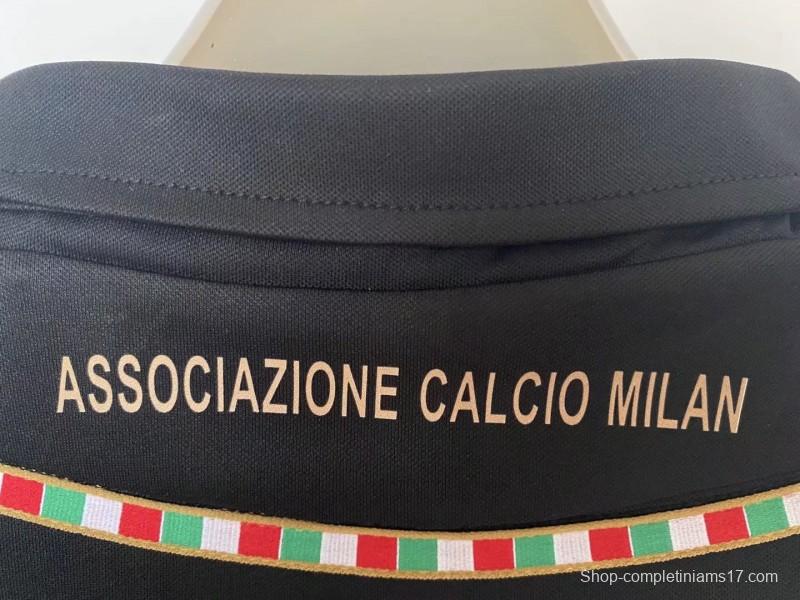 ASSOCIAZIONE CALCIO MILAN
Shop-completiniams17.com